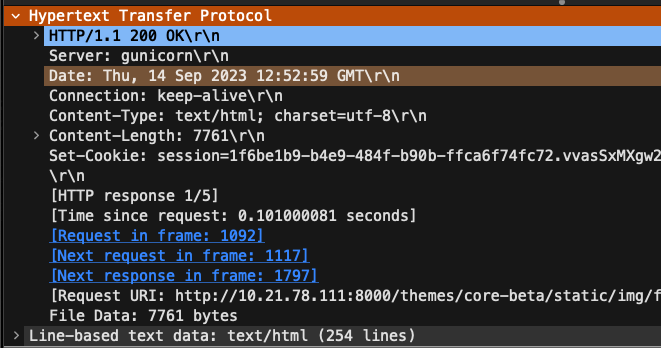 Hypertext Transfer Protocol
HTTP/1.1 200 OK\r\n
Server: gunicorn\r\n
Date: Thu, 14 Sep 2023 12:52:59 GMT\r\n
Connection: keep-alive\r\n
Content-Type: text/html; charset=utf-8\r\n
Content-Length: 7761\r\n
Set-Cookie: session=1f6be1b9-b4e9-484f-b90b-ffca6f74fc72.vvasSxMXgw2
\r\n
[HTTP response 1/5]
[Time since request: 0.101000081 seconds]
[Request in frame: 1092]
[Next request in frame: 1117]
[Next response in frame: 1797]
[Request URI: http://10.21.78.111:8000/themes/core-beta/static/img/f
File Data: 7761 bytes
Line-based text data: text/html (254 lines)